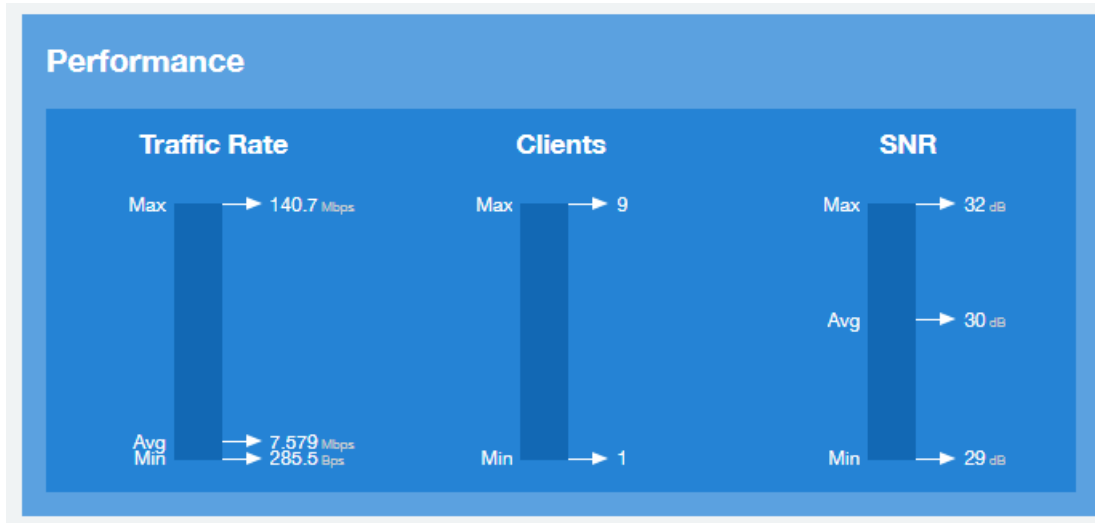 Performance
Traffic Rate Clients SNR
Max 140.7 Mbps Max 9 Max 32 dB
Avg 30 dB
Avg 7.579 Mbps
Min 285.5 Bps Min 1 Min 29 dB